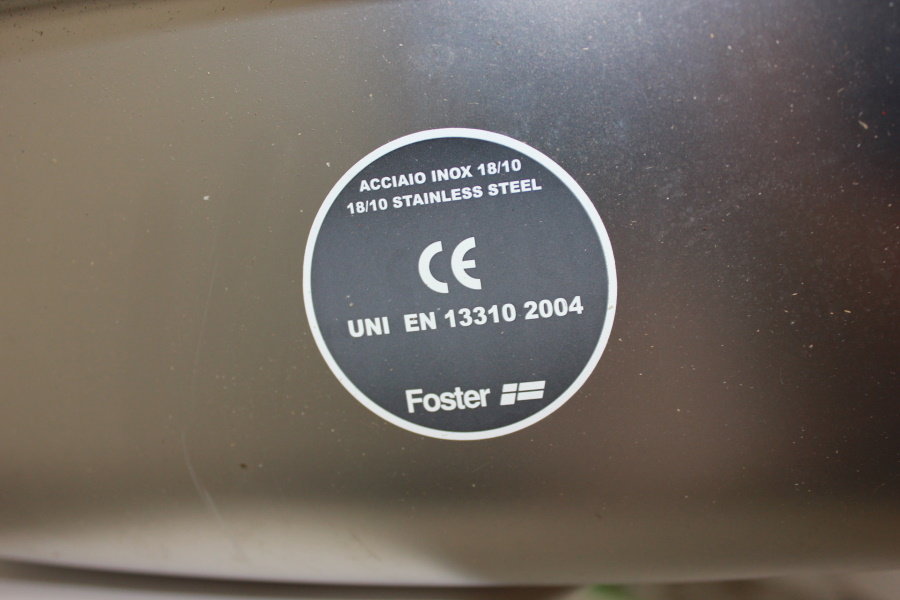 ACCIAIO INOX 18/10
18/10 STAINLESS STEEL
CE
UNI EN 13310 2004
Foster